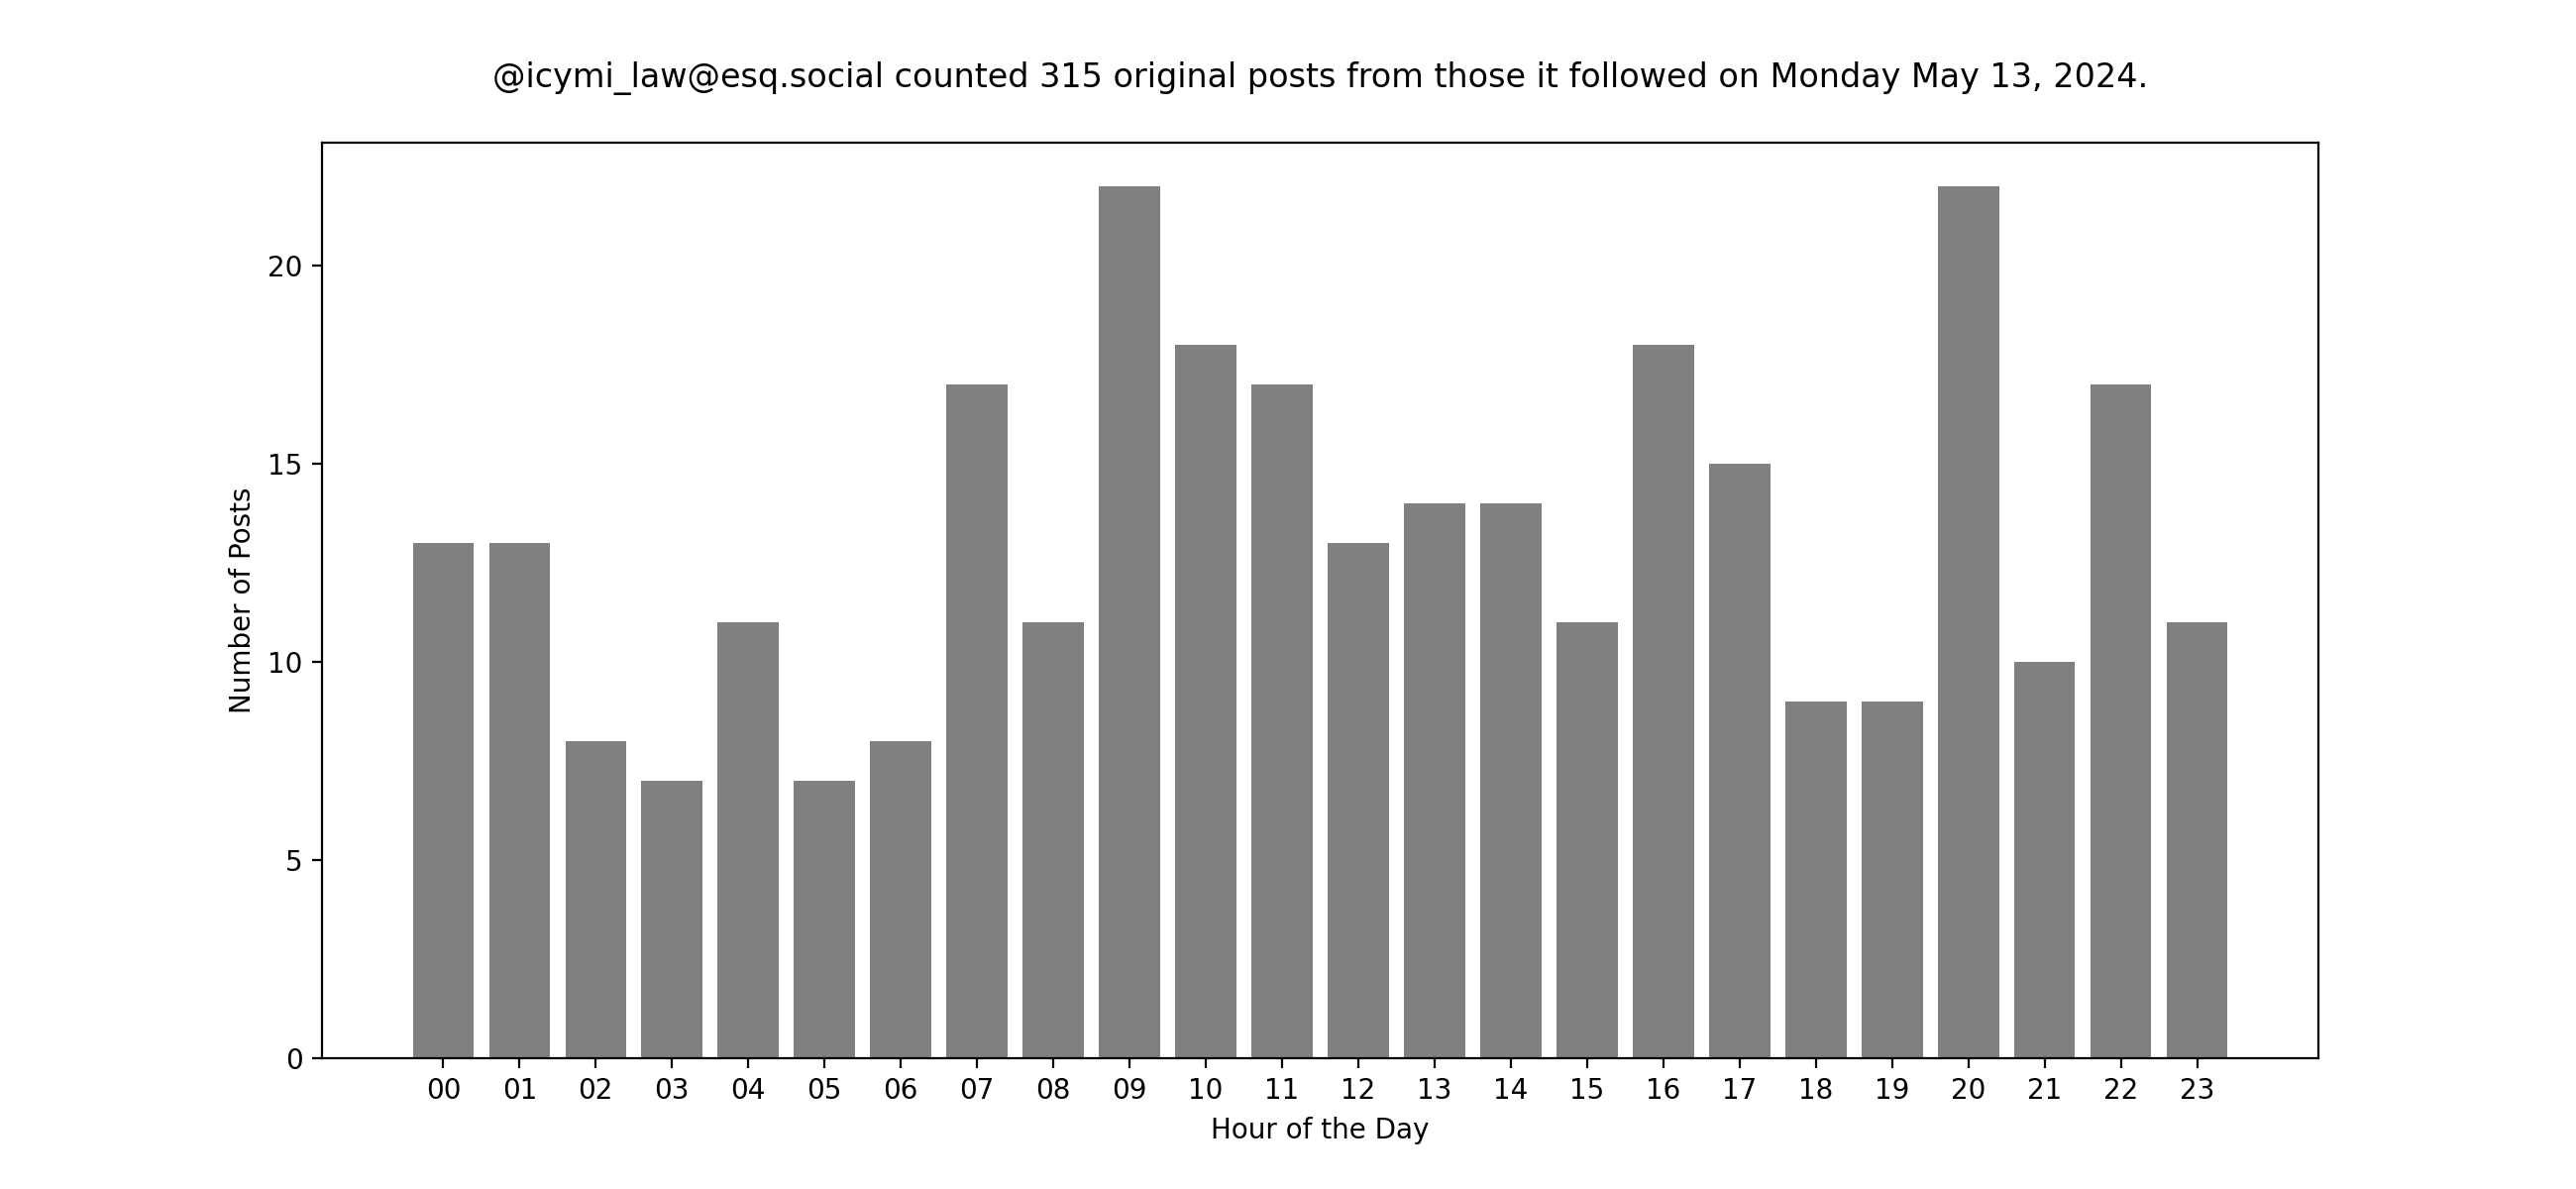 @icymi_law@esq.social counted 315 original posts from those it followed on Monday May 13, 2024.
20
15
10
5
0
Number of Posts
00 01 02 03 04 05 06 07 08 09 10 11 12 13 14 15 16 17 18 19 20 21 22 23
Hour of the Day